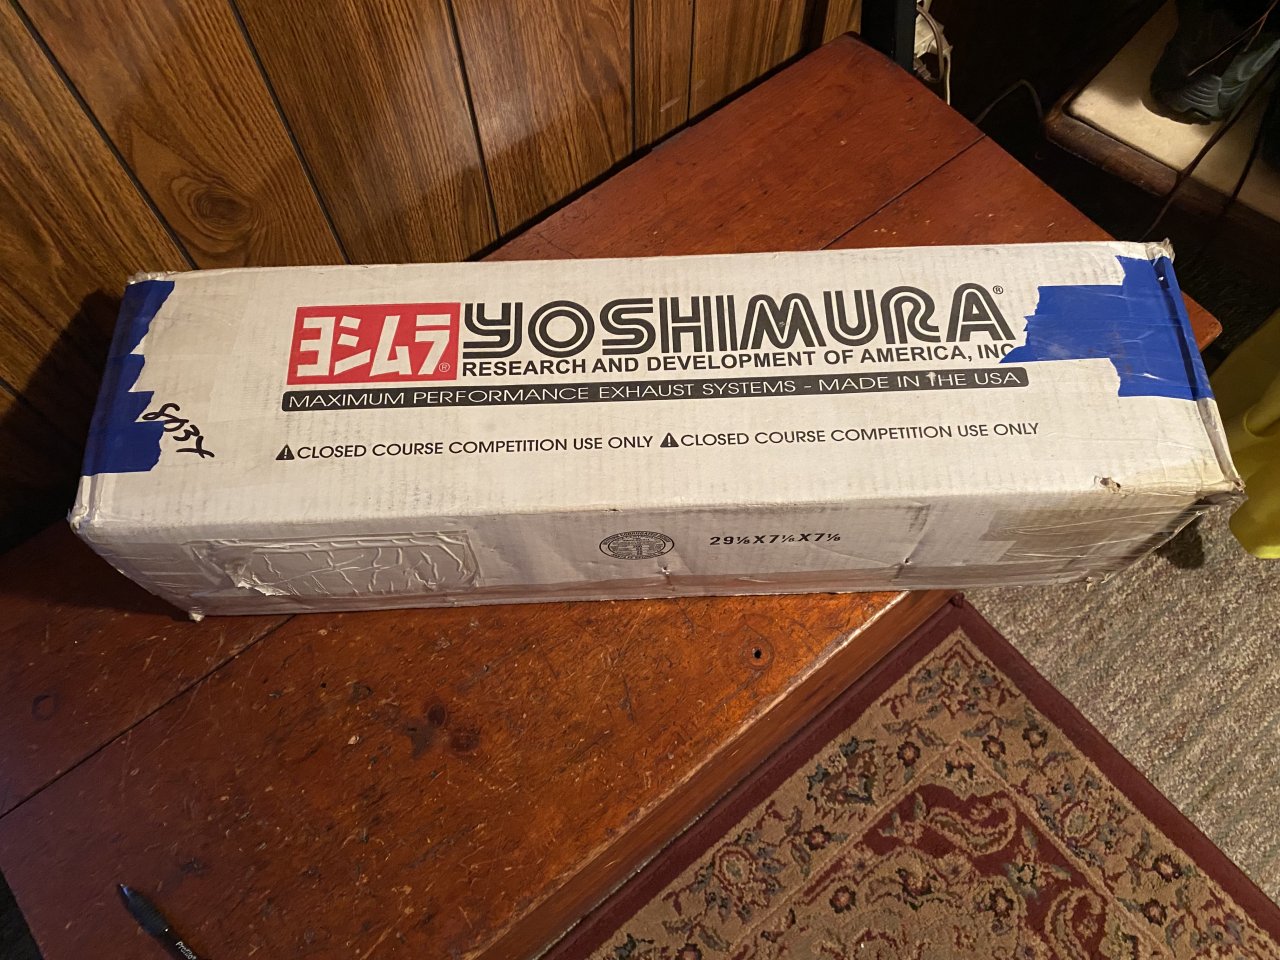 ヨシムラ® YOSHIMURA®
RESEARCH AND DEVELOPMENT OF AMERICA, INC
MAXIMUM PERFORMANCE EXHAUST SYSTEMS - MADE IN THE USA
⚠CLOSED COURSE COMPETITION USE ONLY ⚠CLOSED COURSE COMPETITION USE ONLY
29⅛X7⅛X7⅛